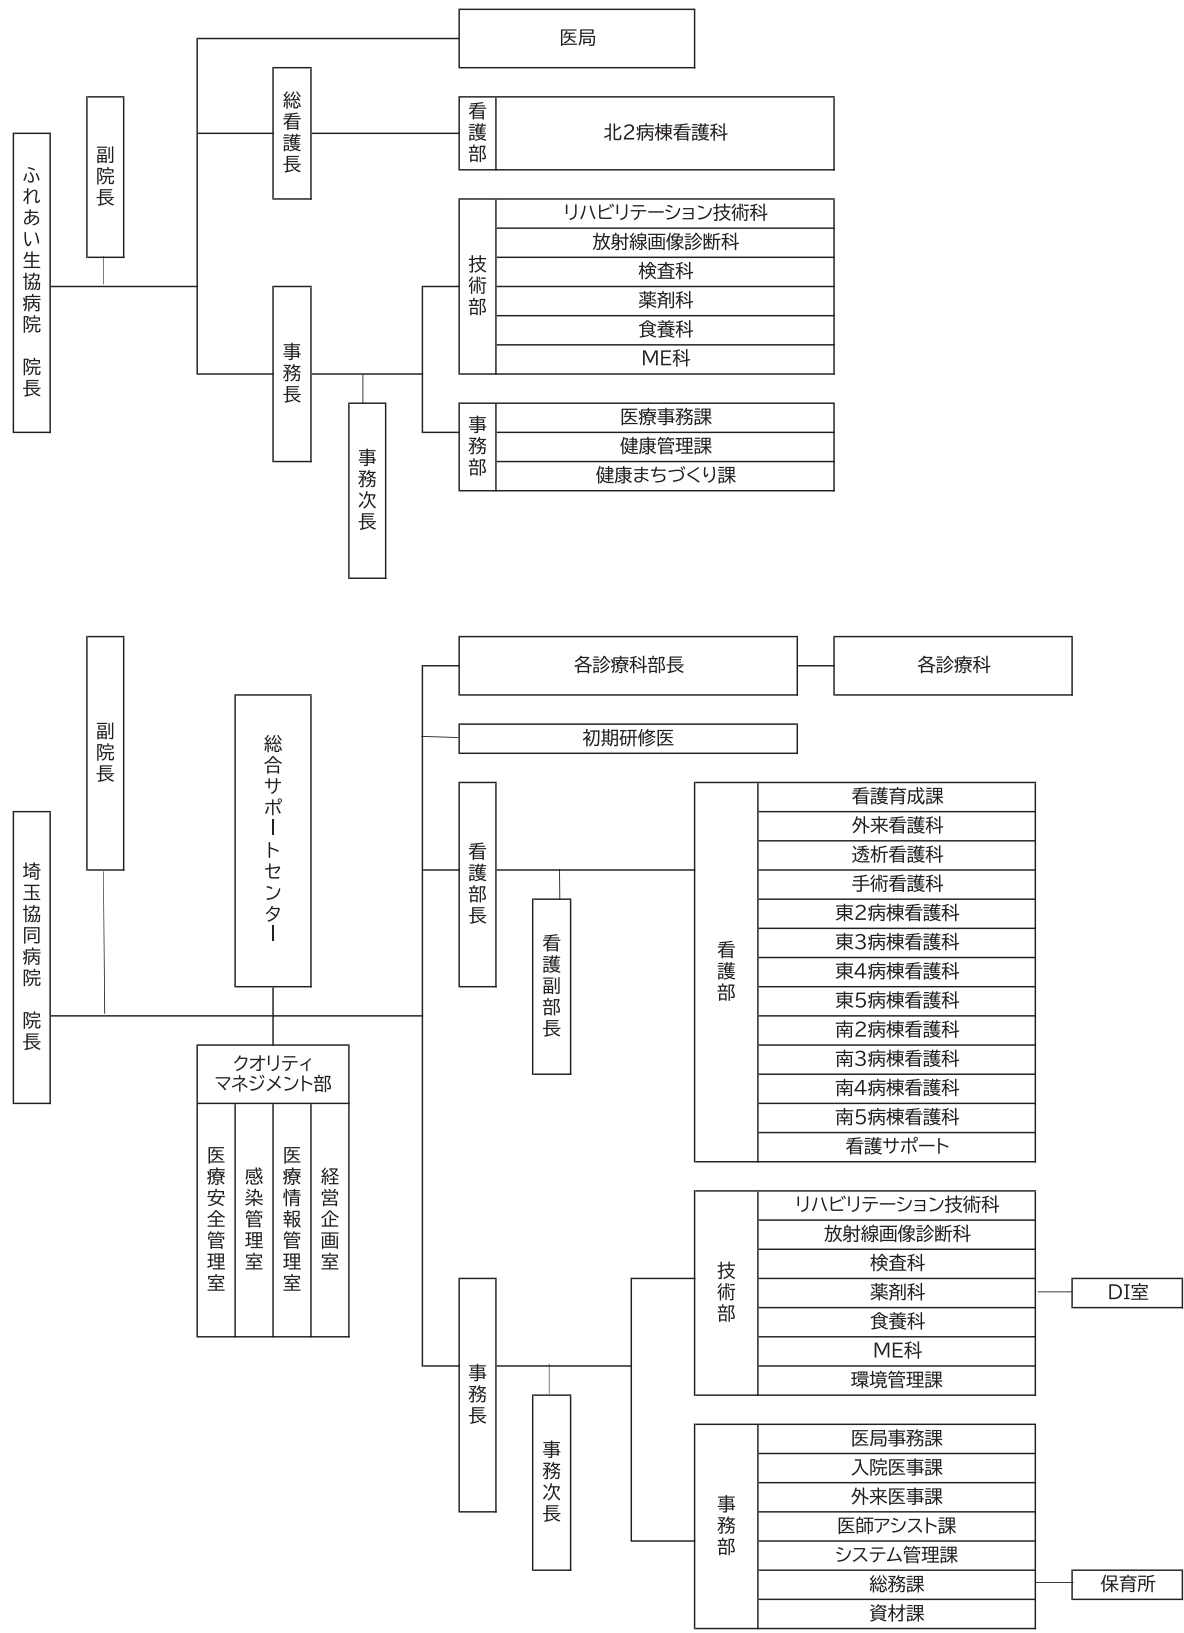 医局
総看護長
看護部
北2病棟看護科
副院長
ふれあい生協病院 院長
リハビリテーション技術科
放射線画像診断科
検査科
薬剤科
食養科
ME科
技術部
事務長
事務次長
事務部
医療事務課
健康管理課
健康まちづくり課
各診療科部長
各診療科
初期研修医
副院長
総合サポートセンター
埼玉協同病院 院長
看護部長
看護副部長
看護部
看護育成課
外来看護科
透析看護科
手術看護科
東2病棟看護科
東3病棟看護科
東4病棟看護科
東5病棟看護科
南2病棟看護科
南3病棟看護科
南4病棟看護科
南5病棟看護科
看護サポート
クオリティ
マネジメント部
医療安全管理室
感染管理室
医療情報管理室
経営企画室
事務長
事務次長
技術部
リハビリテーション技術科
放射線画像診断科
検査科
薬剤科
食養科
ME科
環境管理課
DI室
事務部
医局事務課
入院医事課
外来医事課
医師アシスト課
システム管理課
総務課
資材課
保育所